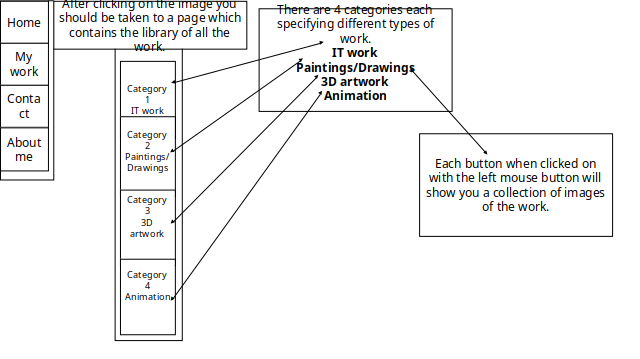 Home
My
work
Conta
ct
About
me
After clicking on the image you
should be taken to a page which
contains the library of all the
work.
Category
1
IT work
Category
2
Paintings/
Drawings
Category
3
3D
artwork
Category
4
Animation
There are 4 categories each
specifying different types of
work.
IT work
Paintings/Drawings
3D artwork
Animation
Each button when clicked on
with the left mouse button will
show you a collection of images
of the work.